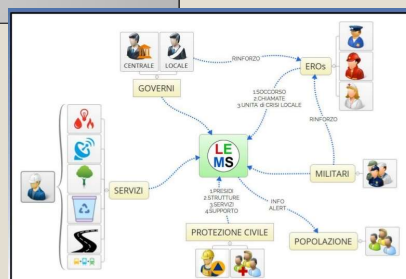 CENTRALE
LOCALE
GOVERNI
RINFORZO
EROs
1.SOCCORSO
2.CHIAMATE
3.UNITA di CRISI LOCALE
RINFORZO
LE
MS
SERVIZI
MILITARI
1.PRESIDI
2.STRUTTURE
3.SERVIZI
4.SUPPORTO
INFO
ALERT
PROTEZIONE CIVILE
POPOLAZIONE